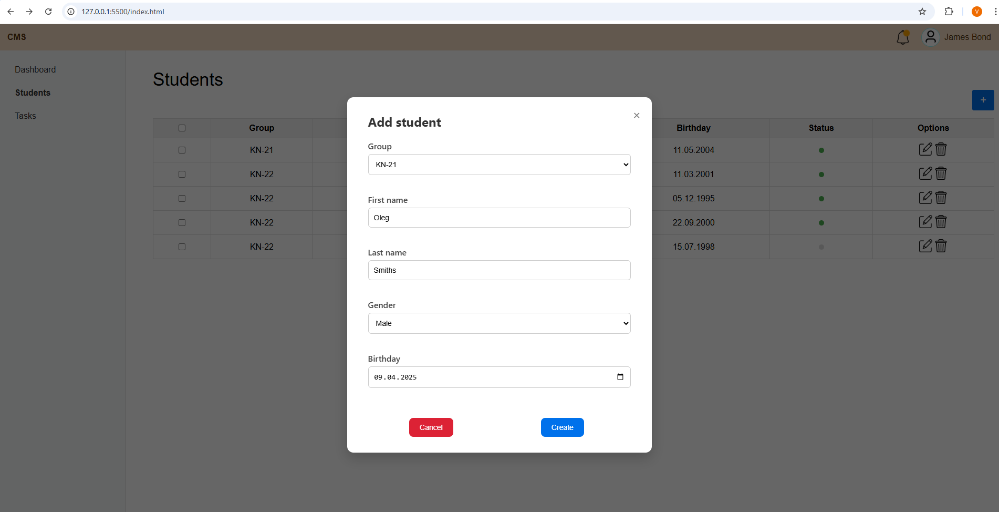 127.0.0.1:5500/index.html
V
CMS
James Bond
Dashboard
Students
Tasks
Students
+
Group Birthday Status Options
KN-21 11.05.2004
KN-22 11.03.2001
KN-22 05.12.1995
KN-22 22.09.2000
KN-22 15.07.1998
Add student
×
Group
KN-21
First name
Oleg
Last name
Smiths
Gender
Male
Birthday
09.04.2025
Cancel Create